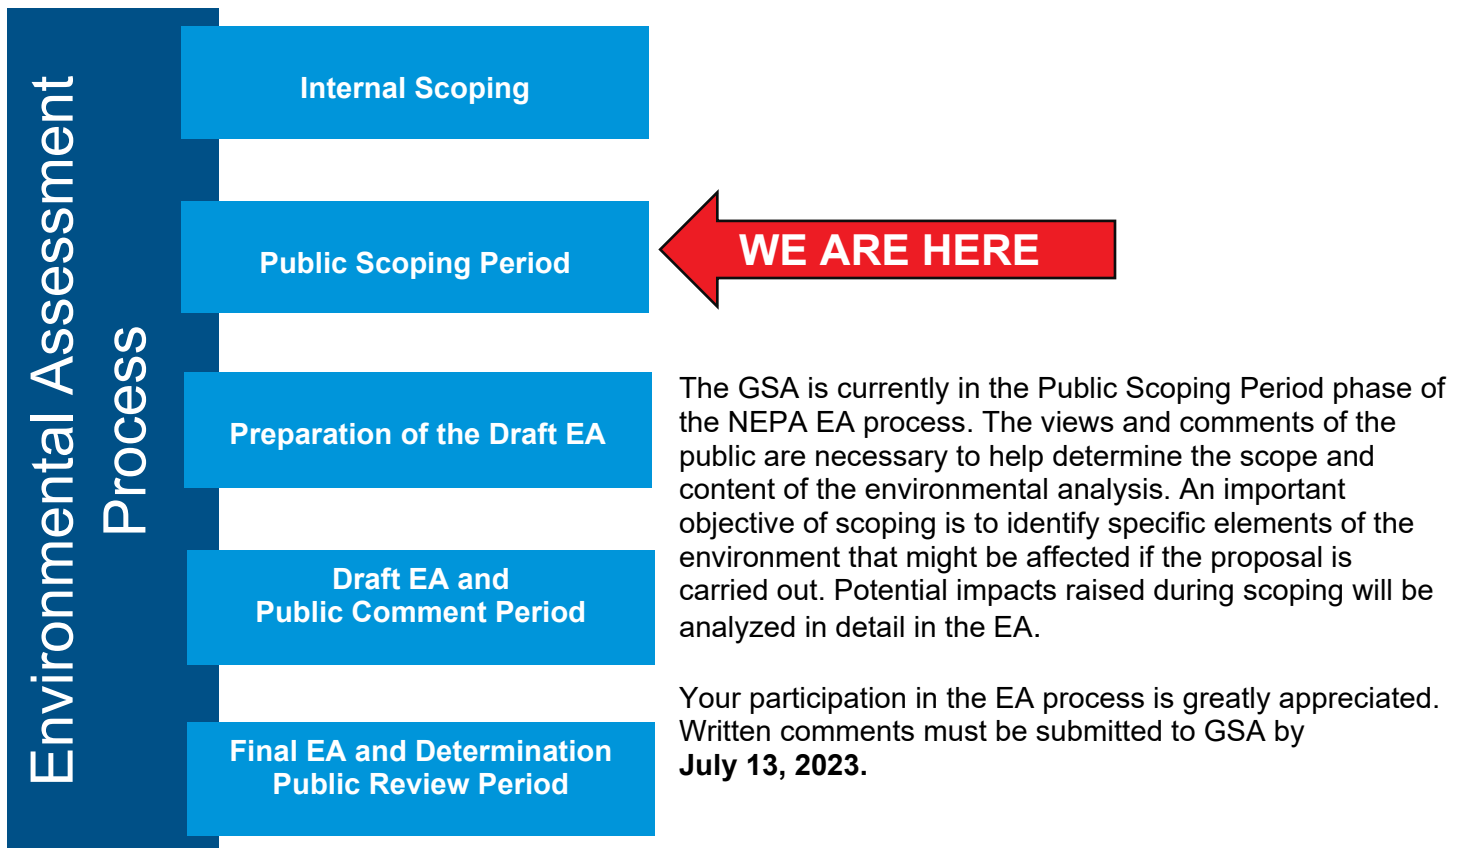 Environmental Assessment
Process
Internal Scoping
Public Scoping Period
WE ARE HERE
Preparation of the Draft EA
Draft EA and
Public Comment Period
Final EA and Determination
Public Review Period
The GSA is currently in the Public Scoping Period phase of
the NEPA EA process. The views and comments of the
public are necessary to help determine the scope and
content of the environmental analysis. An important
objective of scoping is to identify specific elements of the
environment that might be affected if the proposal is
carried out. Potential impacts raised during scoping will be
analyzed in detail in the EA.
Your participation in the EA process is greatly appreciated.
Written comments must be submitted to GSA by
July 13, 2023.